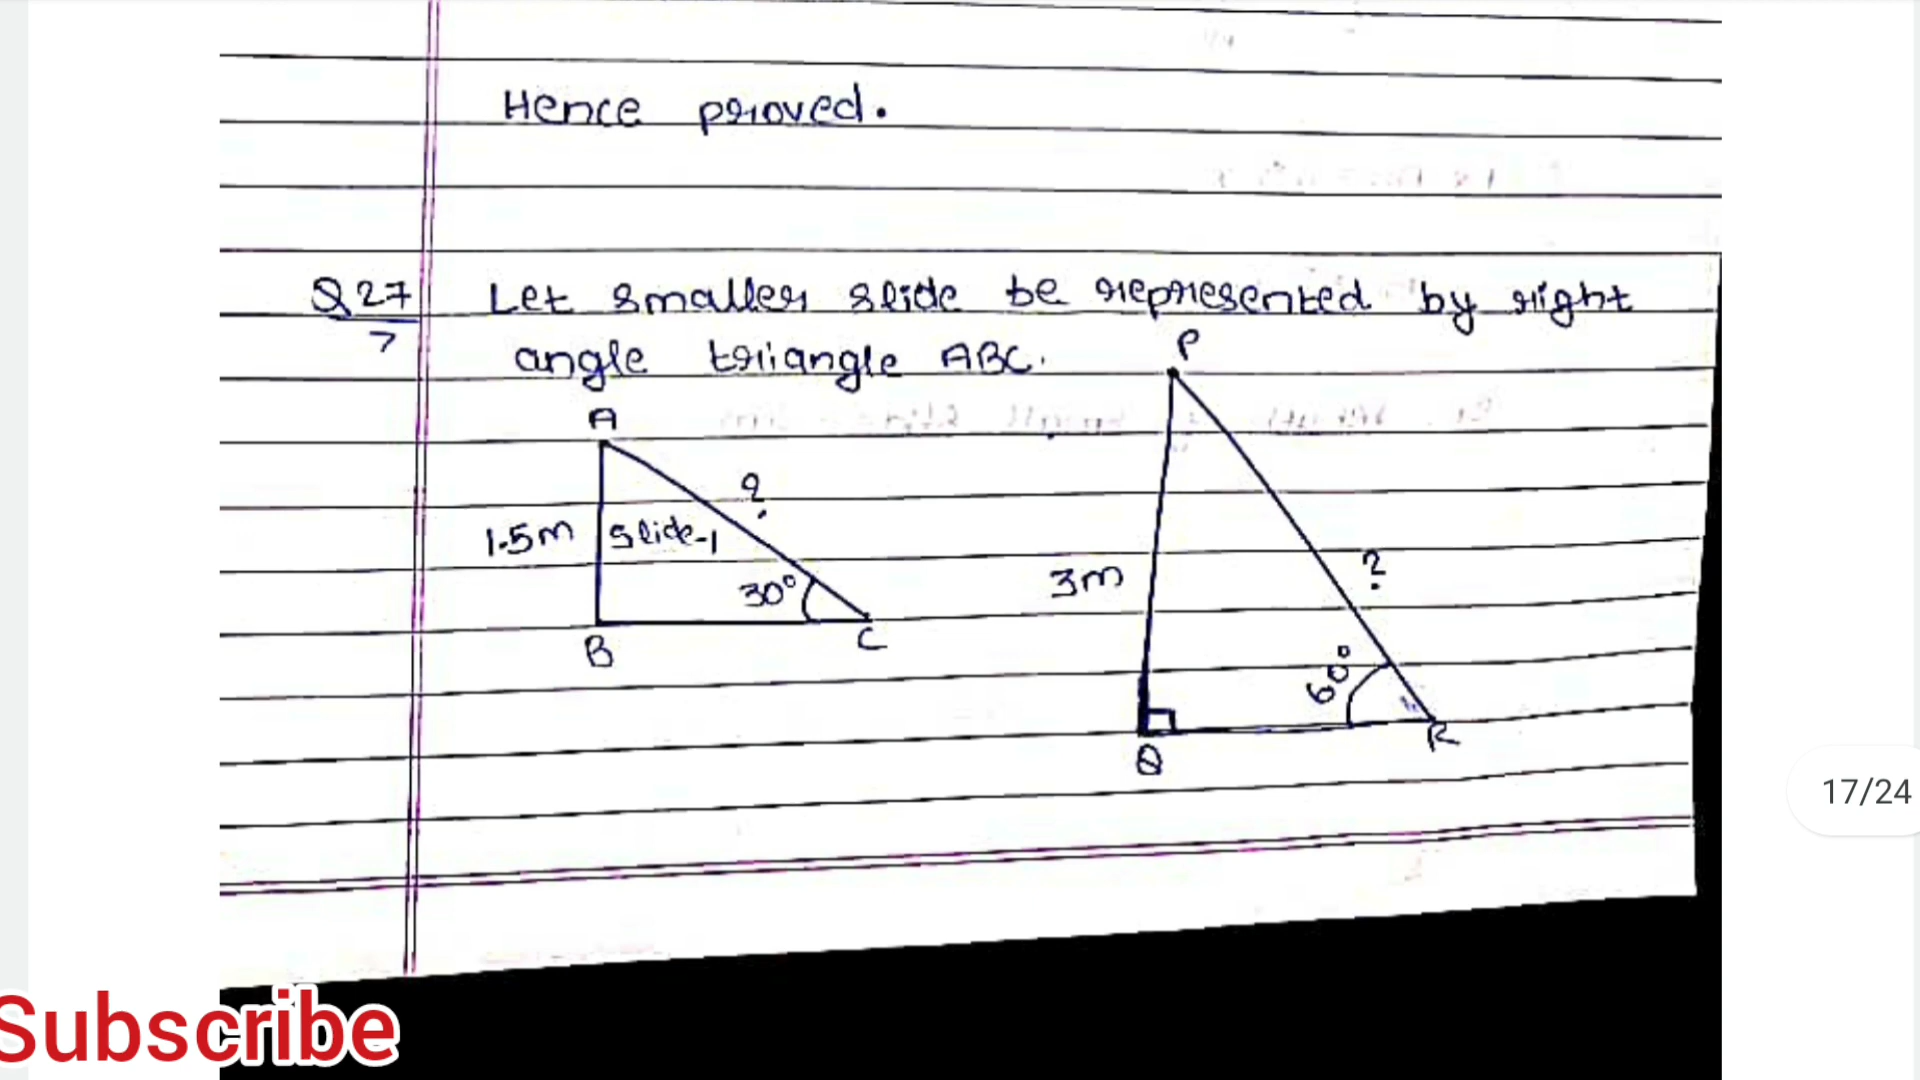 Hence proved.
Q27
Let smaller slide be represented by right
angle triangle ABC.
P
A
?
1.5m
Slide-1
30°
B
C
3m
?
60°
Q
R
17/24
Subscribe